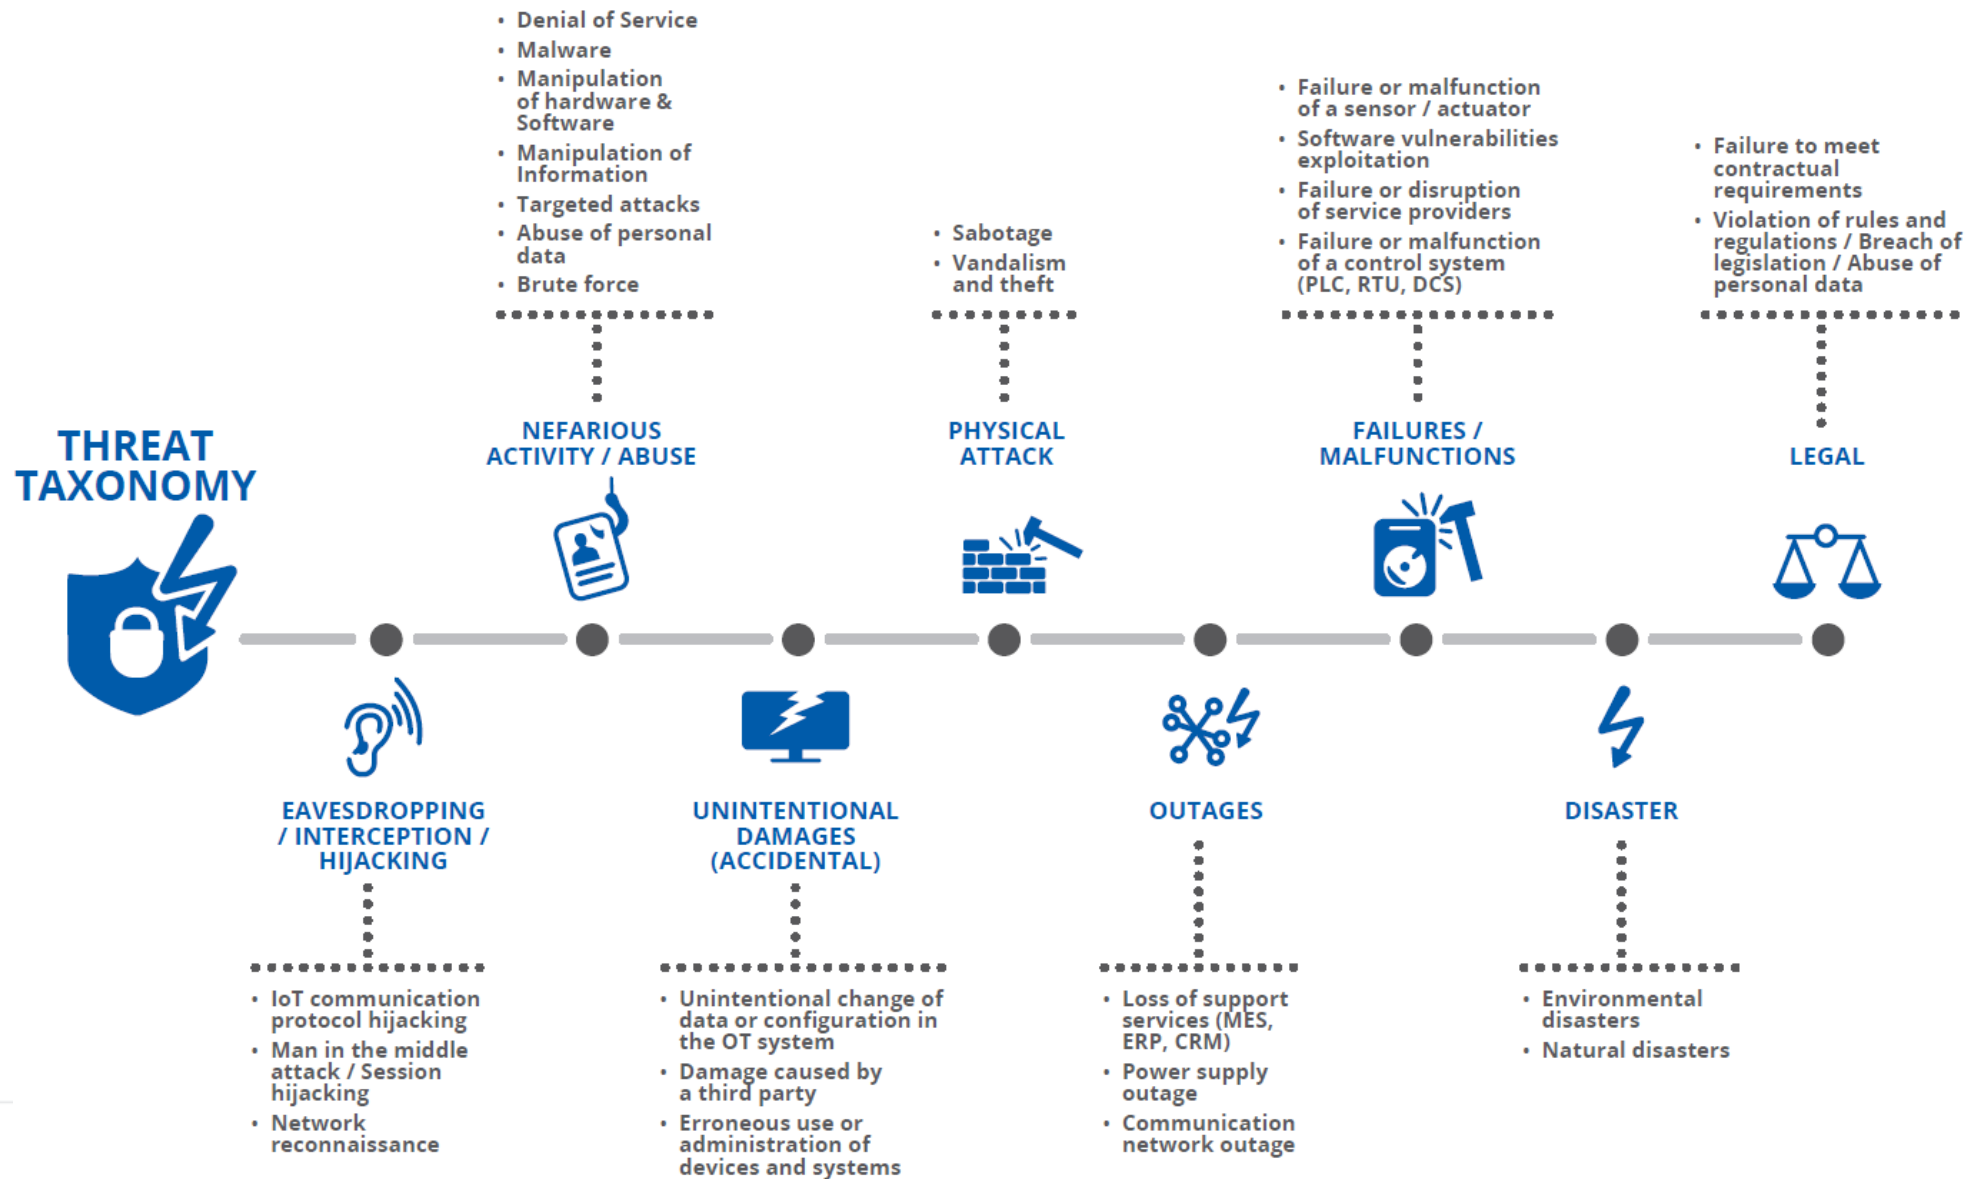 THREAT
TAXONOMY
• Denial of Service
• Malware
• Manipulation
of hardware &
Software
• Manipulation of
Information
• Targeted attacks
• Abuse of personal
data
• Brute force
NEFARIOUS
ACTIVITY / ABUSE
• Sabotage
• Vandalism
and theft
PHYSICAL
ATTACK
• Failure or malfunction
of a sensor / actuator
• Software vulnerabilities
exploitation
• Failure or disruption
of service providers
• Failure or malfunction
of a control system
(PLC, RTU, DCS)
FAILURES /
MALFUNCTIONS
• Failure to meet
contractual
requirements
• Violation of rules and
regulations / Breach of
legislation / Abuse of
personal data
LEGAL
EAVESDROPPING
/ INTERCEPTION /
HIJACKING
• IoT communication
protocol hijacking
• Man in the middle
attack / Session
hijacking
• Network
reconnaissance
UNINTENTIONAL
DAMAGES
(ACCIDENTAL)
• Unintentional change of
data or configuration in
the OT system
• Damage caused by
a third party
• Erroneous use or
administration of
devices and systems
OUTAGES
• Loss of support
services (MES,
ERP, CRM)
• Power supply
outage
• Communication
network outage
DISASTER
• Environmental
disasters
• Natural disasters